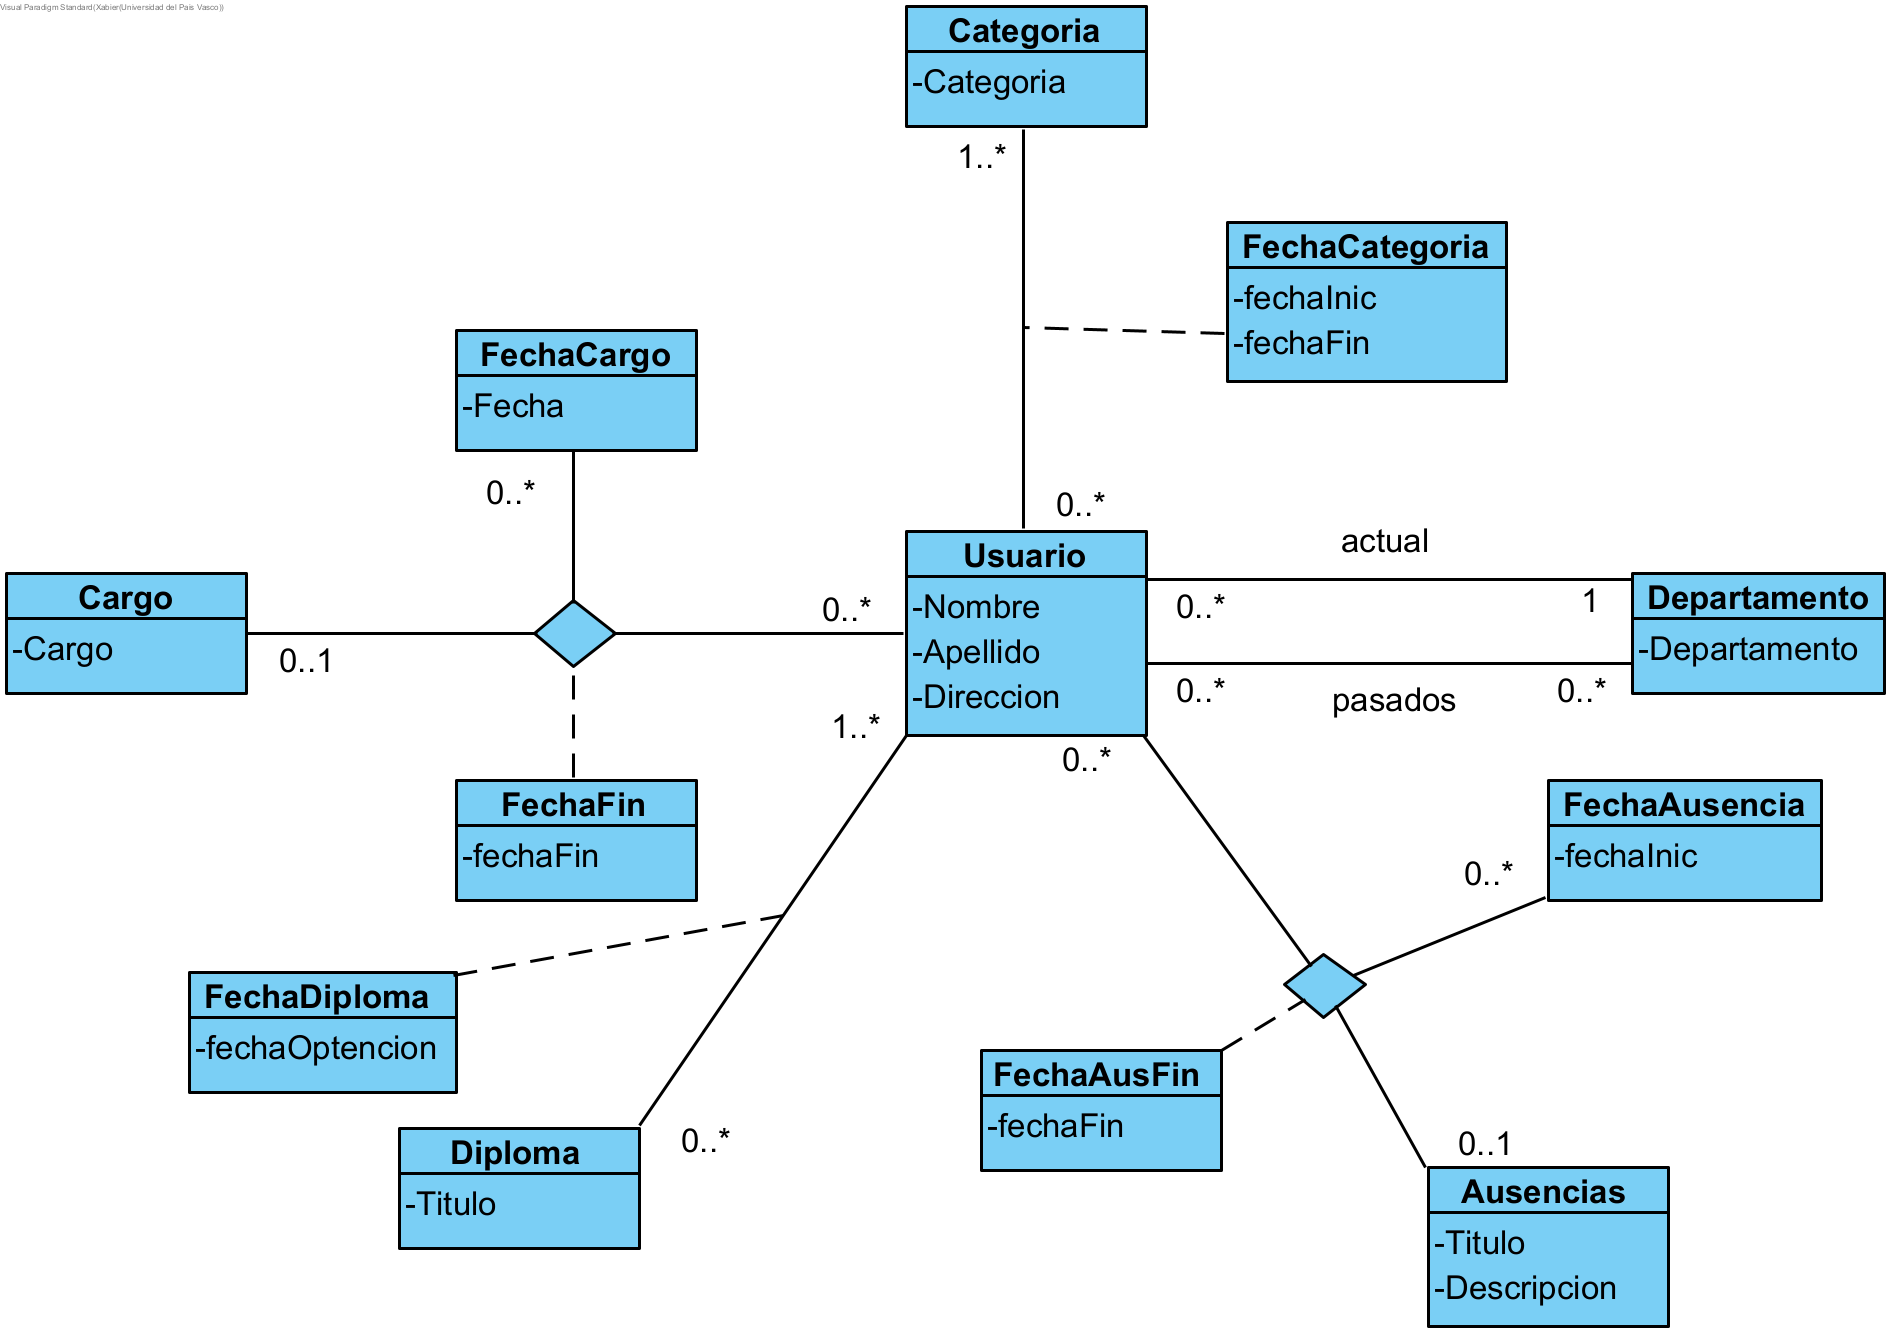 Visual Paradigm Standard(Xabier(Universidad del Pais Vasco))
Categoria
-Categoria
1..*
FechaCategoria
-fechaInic
-fechaFin
FechaCargo
-Fecha
0..*
0..*
Cargo
-Cargo
0..1
0..*
Usuario
-Nombre
-Apellido
-Direccion
actual
0..*
1
Departamento
-Departamento
0..*
pasados
0..*
1..*
0..*
FechaFin
-fechaFin
FechaAusencia
-fechaInic
0..*
FechaDiploma
-fechaOptencion
FechaAusFin
-fechaFin
Diploma
-Titulo
0..*
0..1
Ausencias
-Titulo
-Descripcion